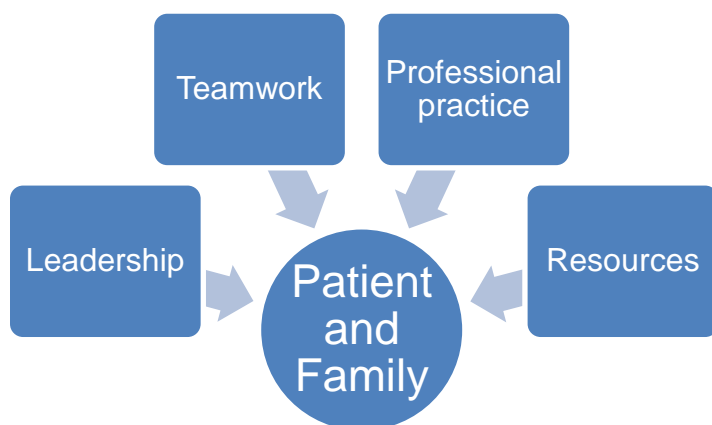 Teamwork
Professional
practice
Leadership
Resources
Patient
and
Family